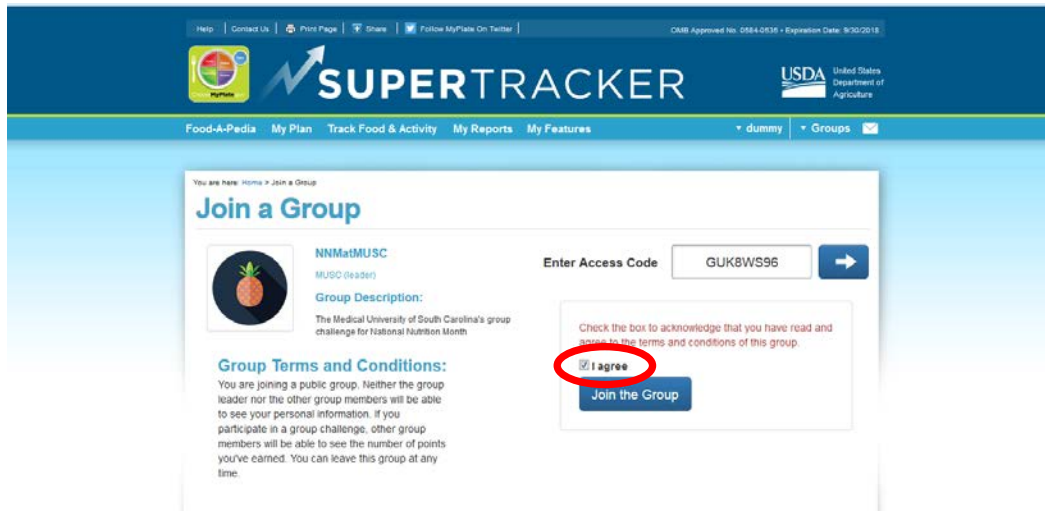 Help | Contact Us | Print Page | Share | Follow MyPlate On Twitter |
OMB Approved No. 0584-0535 • Expiration Date: 9/30/2018
MyPlate
SUPERTRACKER
USDA United States
Department of
Agriculture
Food-A-Pedia My Plan Track Food & Activity My Reports My Features dummy Groups
You are here: Home > Join a Group
Join a Group
NNMatMUSC
MUSC (leader)
Group Description:
The Medical University of South Carolina's group
challenge for National Nutrition Month
Group Terms and Conditions:
You are joining a public group. Neither the group
leader nor the other group members will be able
to see your personal information. If you
participate in a group challenge, other group
members will be able to see the number of points
you've earned. You can leave this group at any
time.
Enter Access Code GUK8WS96
Check the box to acknowledge that you have read and
agree to the terms and conditions of this group.
I agree
Join the Group